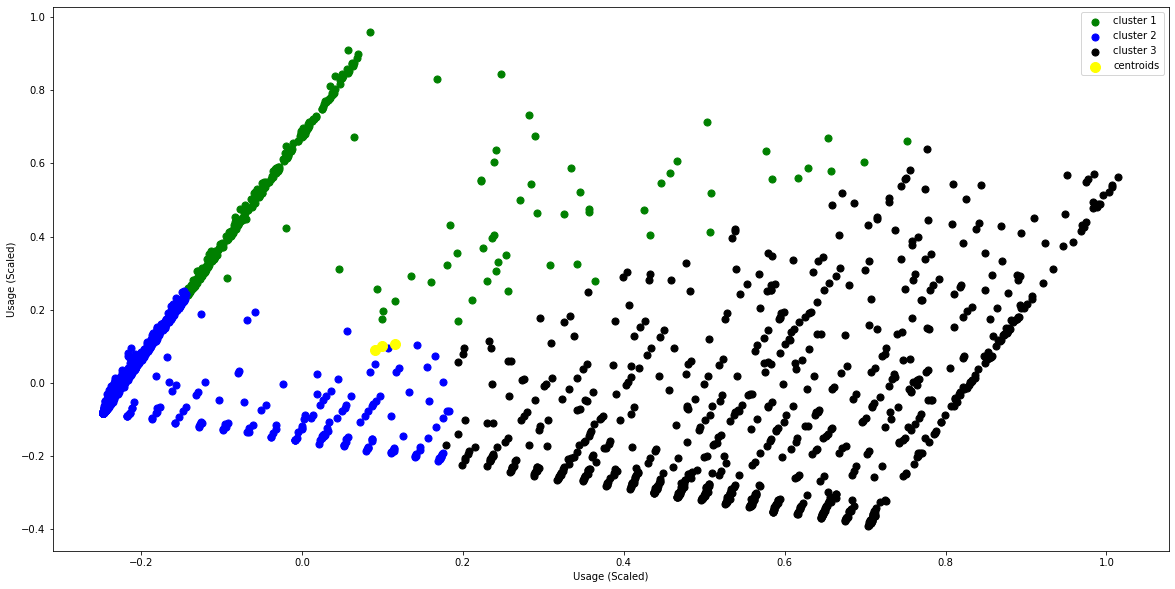 1.0
0.8
0.6
0.4
0.2
0.0
−0.2
−0.4
Usage (Scaled)
cluster 1
cluster 2
cluster 3
centroids
−0.2 0.0 0.2 0.4 0.6 0.8 1.0
Usage (Scaled)